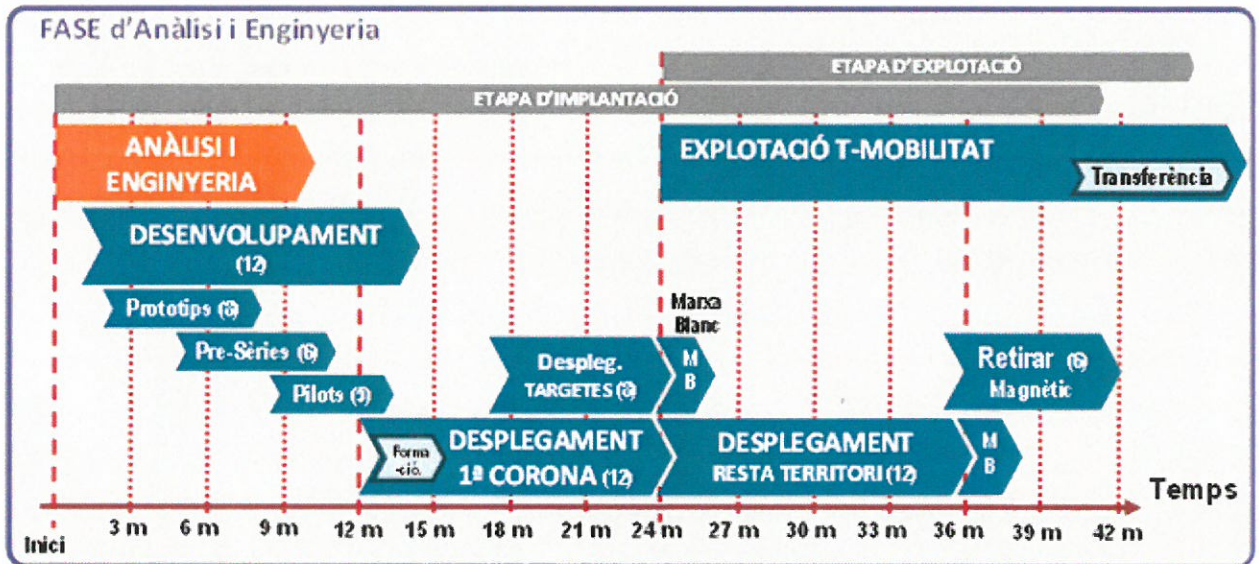 FASE d'Anàlisi i Enginyeria
ETAPA D'EXPLOTACIÓ
ETAPA D'IMPLANTACIÓ
ANÀLISI I
ENGINYERIA
EXPLOTACIÓ T-MOBILITAT
Transferència
DESENVOLUPAMENT
(12)
Prototips
Marxa
Blanc
Pre-Sèries (6)
Despleg.
TARGETES
M
B
Retirar (6)
Magnètic
Pilots
Forma
-ció.
DESPLEGAMENT
1ª CORONA (12)
DESPLEGAMENT
RESTA TERRITORI (12)
M
B
Temps
Inici
3 m 6 m 9 m 12 m 15 m 18 m 21 m 24 m 27 m 30 m 33 m 36 m 39 m 42 m